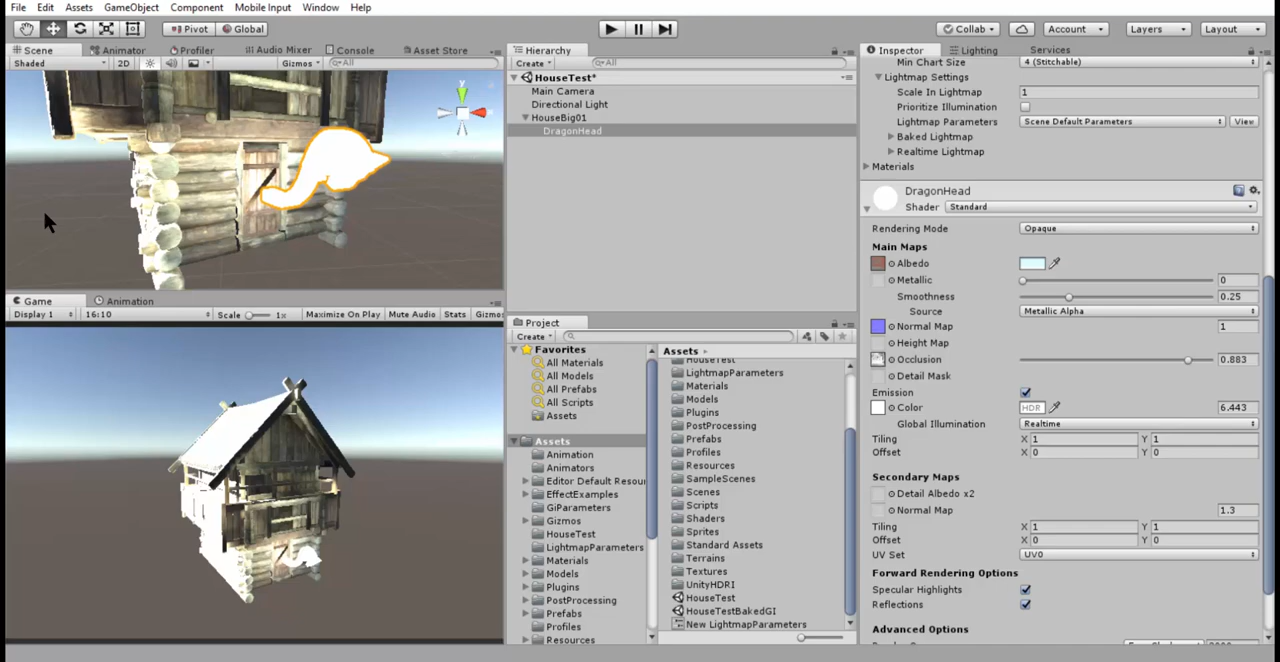 File Edit Assets GameObject Component Mobile Input Window Help
Pivot Global Collab Account Layers Layout
Scene Animator Profiler Audio Mixer Console Asset Store
Shaded 2D Gizmos All
y
Game Animation
Display 1 16:10 Scale 1x Maximize On Play Mute Audio Stats Gizmos
Hierarchy
Create All
HouseTest*
Main Camera
Directional Light
HouseBig01
DragonHead
Project
Create
Favorites
All Materials
All Models
All Prefabs
All Scripts
Assets
Assets
Animation
Animators
Editor Default Resou
EffectExamples
GiParameters
Gizmos
HouseTest
LightmapParameters
Materials
Models
Plugins
PostProcessing
Prefabs
Profiles
Resources
Assets
HouseTest
LightmapParameters
Materials
Models
Plugins
PostProcessing
Prefabs
Profiles
Resources
SampleScenes
Scenes
Scripts
Shaders
Sprites
Standard Assets
Terrains
Textures
UnityHDRI
HouseTest
HouseTestBakedGI
New LightmapParameters
Inspector Lighting Services
Min Chart Size 4 (Stitchable)
Lightmap Settings
Scale In Lightmap 1
Prioritize Illumination
Lightmap Parameters Scene Default Parameters View
Baked Lightmap
Realtime Lightmap
Materials
DragonHead
Shader Standard
Rendering Mode Opaque
Main Maps
Albedo
Metallic 0
Smoothness 0.25
Source Metallic Alpha
Normal Map 1
Height Map
Occlusion 0.883
Detail Mask
Emission
Color HDR 6.443
Global Illumination Realtime
Tiling X 1 Y 1
Offset X 0 Y 0
Secondary Maps
Detail Albedo x2
Normal Map 1.3
Tiling X 1 Y 1
Offset X 0 Y 0
UV Set UV0
Forward Rendering Options
Specular Highlights
Reflections
Advanced Options